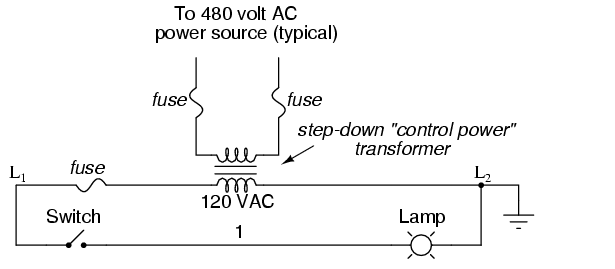 To 480 volt AC
power source (typical)
fuse
fuse
step-down "control power"
transformer
L1
fuse
L2
120 VAC
Switch
1
Lamp